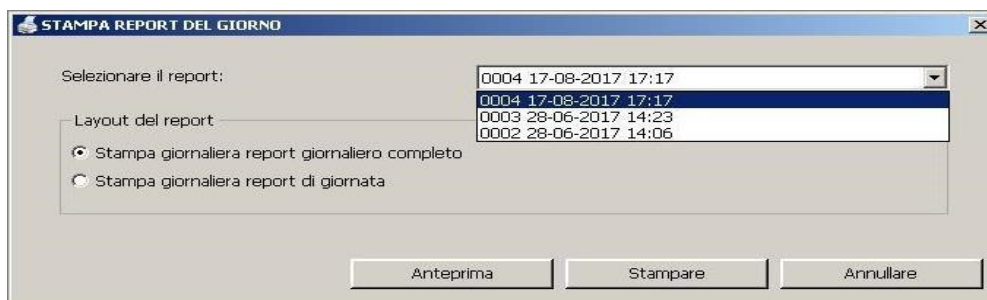 STAMPA REPORT DEL GIORNO
Selezionare il report:
0004 17-08-2017 17:17
0004 17-08-2017 17:17
0003 28-06-2017 14:23
0002 28-06-2017 14:06
Layout del report
Stampa giornaliera report giornaliero completo
Stampa giornaliera report di giornata
Anteprima
Stampare
Annullare